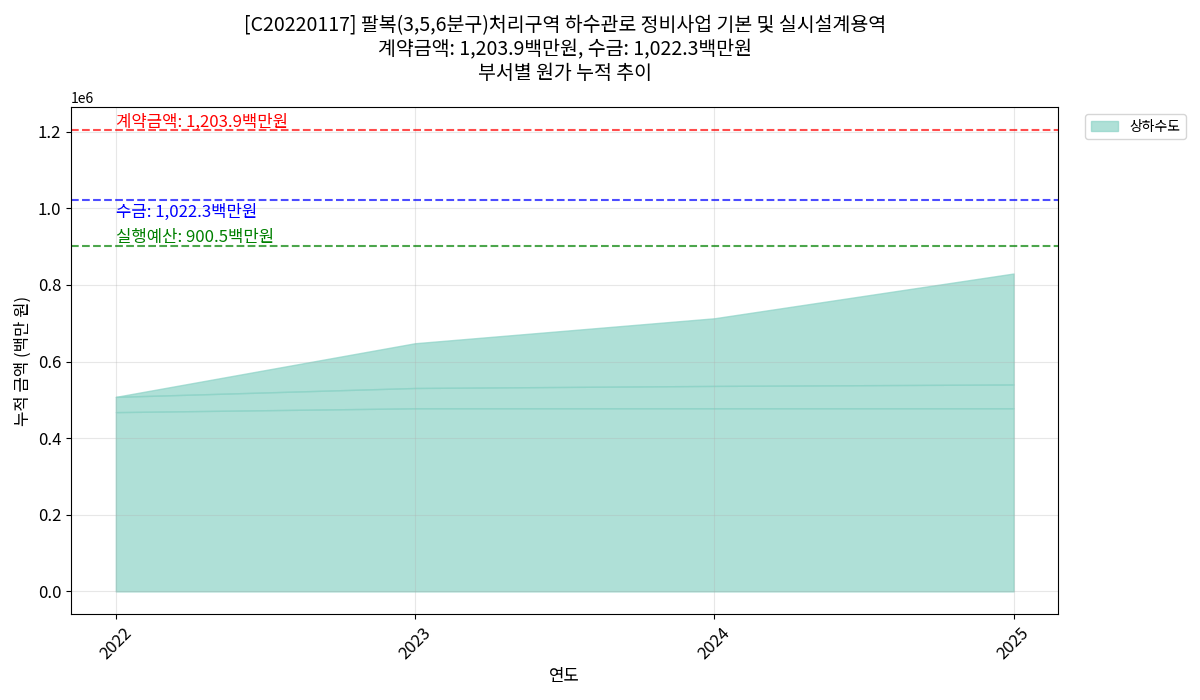 [C20220117] 팔복(3,5,6분구)처리구역 하수관로 정비사업 기본 및 실시설계용역
계약금액: 1,203.9백만원, 수금: 1,022.3백만원
부서별 원가 누적 추이
1e6
1.2
1.0
0.8
0.6
0.4
0.2
0.0
누적 금액 (백만 원)
계약금액: 1,203.9백만원
수금: 1,022.3백만원
실행예산: 900.5백만원
상하수도
2022
2023
2024
2025
연도